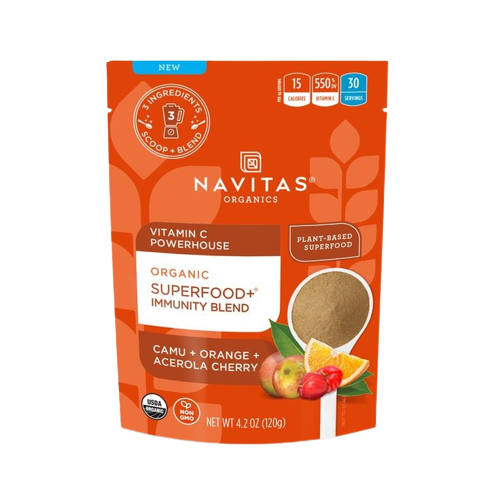 NEW
3 INGREDIENTS
3
SCOOP + BLEND
15
CALORIES
550% DV
VITAMIN C
30
SERVINGS
NAVITAS®
ORGANICS
VITAMIN C
POWERHOUSE
PLANT-BASED
SUPERFOOD
ORGANIC
SUPERFOOD+®
IMMUNITY BLEND
CAMU + ORANGE +
ACEROLA CHERRY
USDA
ORGANIC
NON
GMO
NET WT 4.2 OZ (120g)